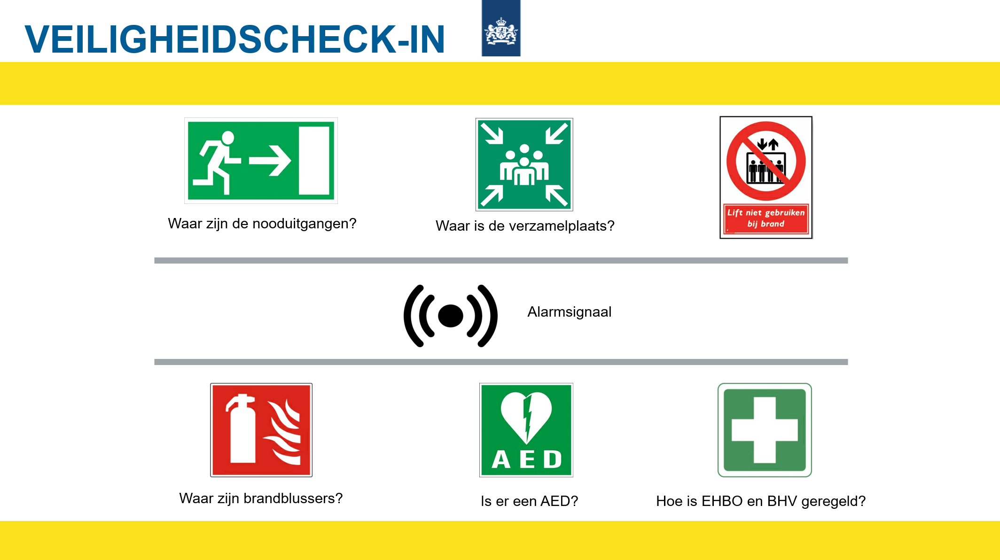 VEILIGHEIDSCHECK-IN
Waar zijn de nooduitgangen?
Waar is de verzamelplaats?
Lift niet gebruiken
bij brand
Alarmsignaal
AED
Waar zijn brandblussers?
Is er een AED?
Hoe is EHBO en BHV geregeld?